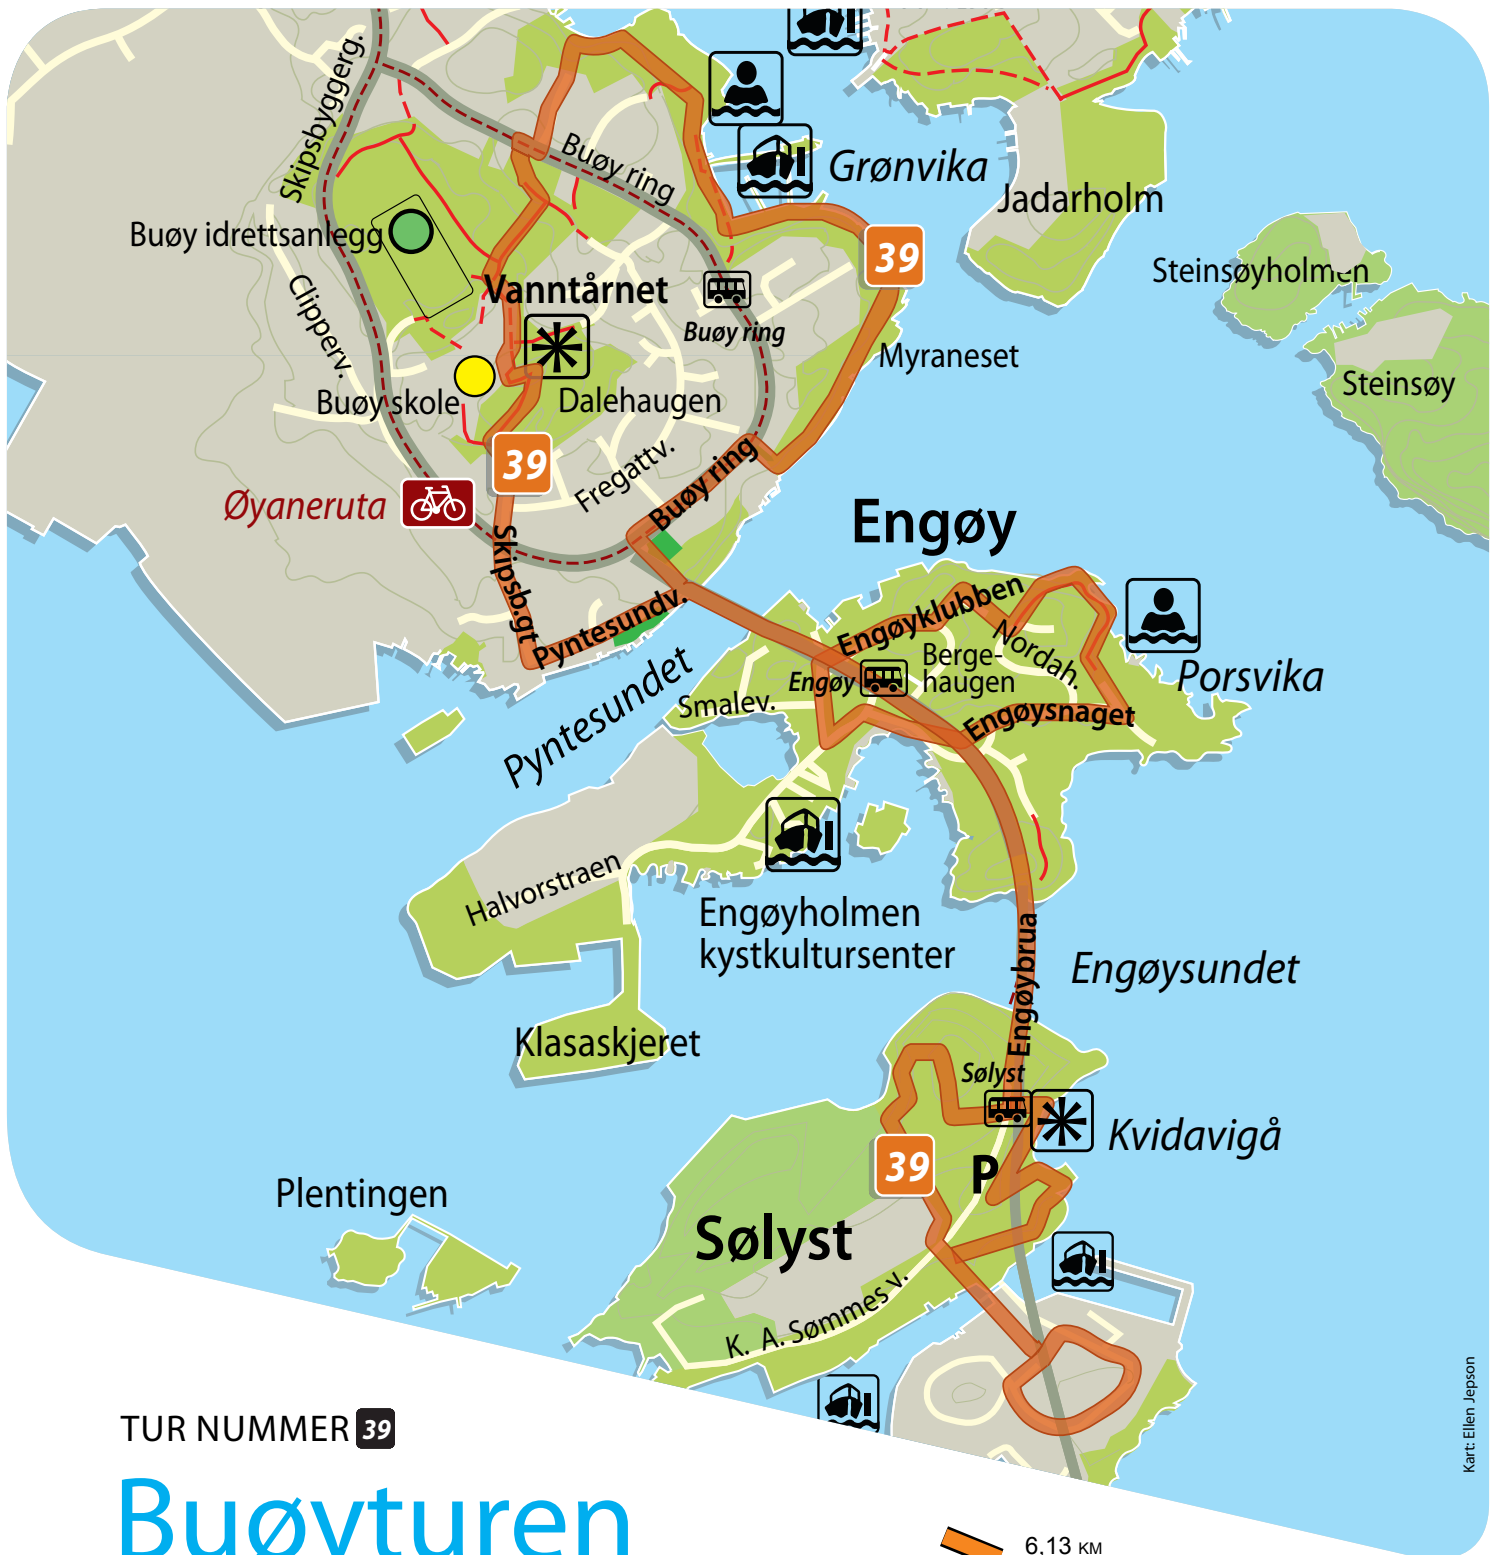 Skipsbyggerg.
Buøy ring
Grønvika
Jadarholm
Buøy idrettsanlegg
39
Steinsøyholmen
Vanntårnet
Clipperv.
Buøy ring
Myraneset
Steinsøy
Buøy skole
Dalehaugen
39
Fregattv.
Buøy ring
Øyaneruta
Skipsb.gt
Engøy
Pyntesundv.
Engøyklubben
Nordah.
Berge-
haugen
Engøy
Porsvika
Pyntesundet
Smalev.
Engøysnaget
Halvorstraen
Engøyholmen
kystkultursenter
Engøybrua
Engøysundet
Klasaskjeret
Sølyst
Kvidavigå
39
P
Plentingen
Sølyst
K. A. Sømmes v.
Kart: Ellen Jepson
TUR NUMMER 39
Buøyturen
6,13 KM